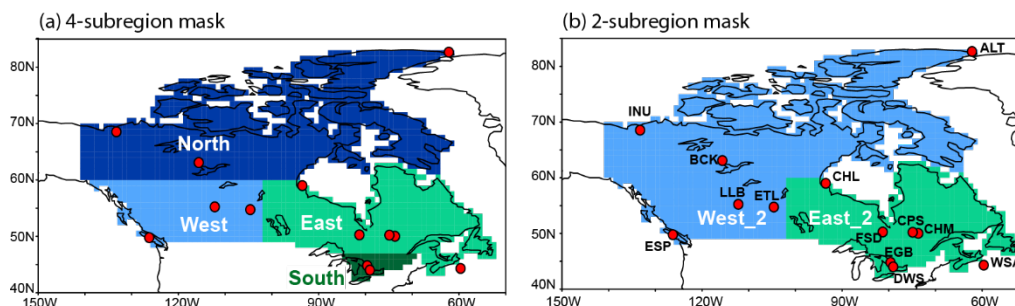 (a) 4-subregion mask
80N
70N
60N
50N
40N
150W
120W
90W
60W
North
West
East
South
(b) 2-subregion mask
80N
70N
60N
50N
40N
150W
120W
90W
60W
ALT
INU
BCK
CHL
LLB
ETL
West_2
East_2
CPS
FSD
CHM
ESP
EGB
DWS
WSA